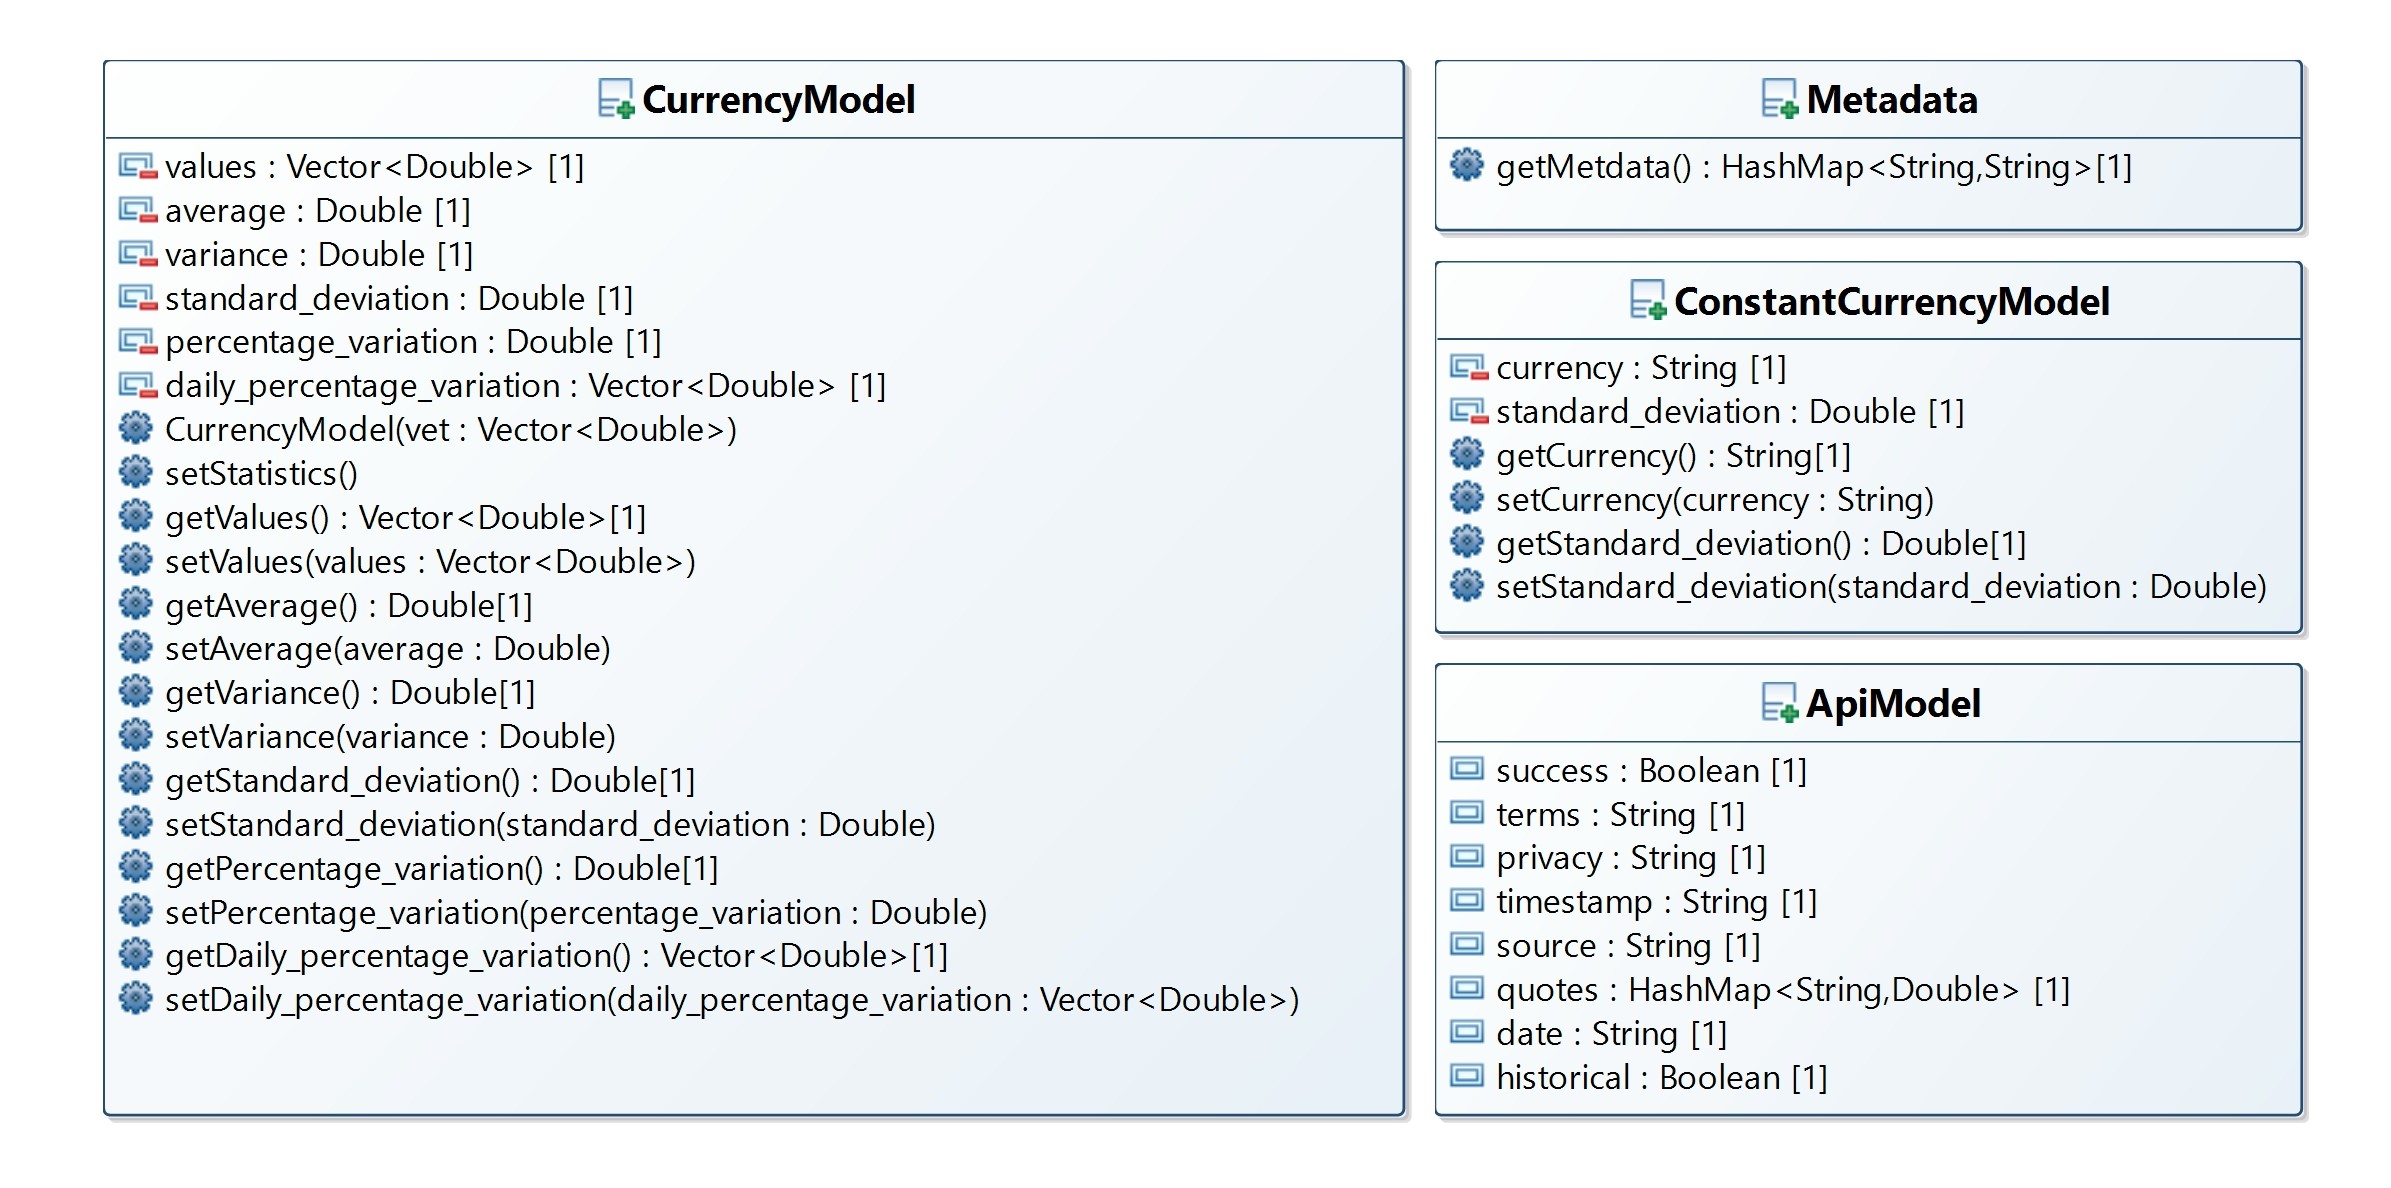 CurrencyModel
values : Vector<Double> [1]
average : Double [1]
variance : Double [1]
standard_deviation : Double [1]
percentage_variation : Double [1]
daily_percentage_variation : Vector<Double> [1]
CurrencyModel(vet : Vector<Double>)
setStatistics()
getValues() : Vector<Double>[1]
setValues(values : Vector<Double>)
getAverage() : Double[1]
setAverage(average : Double)
getVariance() : Double[1]
setVariance(variance : Double)
getStandard_deviation() : Double[1]
setStandard_deviation(standard_deviation : Double)
getPercentage_variation() : Double[1]
setPercentage_variation(percentage_variation : Double)
getDaily_percentage_variation() : Vector<Double>[1]
setDaily_percentage_variation(daily_percentage_variation : Vector<Double>)
Metadata
getMetdata() : HashMap<String,String>[1]
ConstantCurrencyModel
currency : String [1]
standard_deviation : Double [1]
getCurrency() : String[1]
setCurrency(currency : String)
getStandard_deviation() : Double[1]
setStandard_deviation(standard_deviation : Double)
ApiModel
success : Boolean [1]
terms : String [1]
privacy : String [1]
timestamp : String [1]
source : String [1]
quotes : HashMap<String,Double> [1]
date : String [1]
historical : Boolean [1]